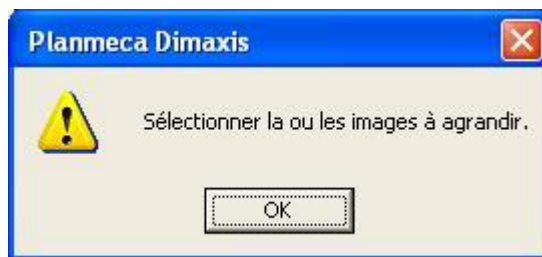 Planmeca Dimaxis
Sélectionner la ou les images à agrandir.
OK